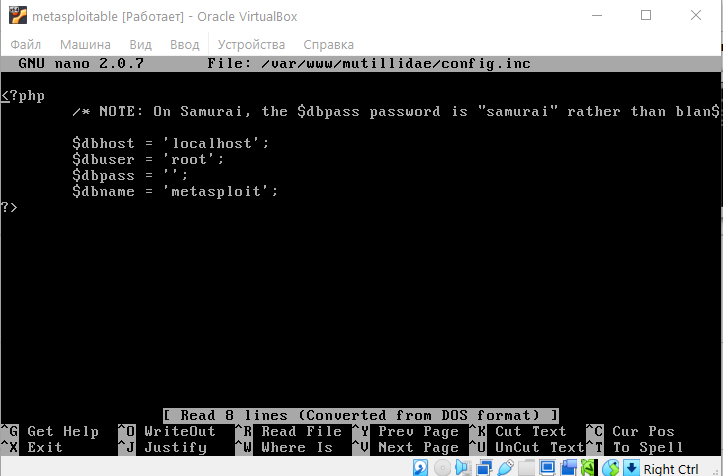 metasploitable [Работает] - Oracle VirtualBox
Файл Машина Вид Ввод Устройства Справка
GNU nano 2.0.7 File: /var/www/mutillidae/config.inc
<?php
/* NOTE: On Samurai, the $dbpass password is "samurai" rather than blan$
$dbhost = 'localhost';
$dbuser = 'root';
$dbpass = '';
$dbname = 'metasploit';
?>
[ Read 8 lines (Converted from DOS format) ]
^G Get Help ^O WriteOut ^R Read File ^Y Prev Page ^K Cut Text ^C Cur Pos
^X Exit ^J Justify ^W Where Is ^V Next Page ^U UnCut Text ^T To Spell
Right Ctrl